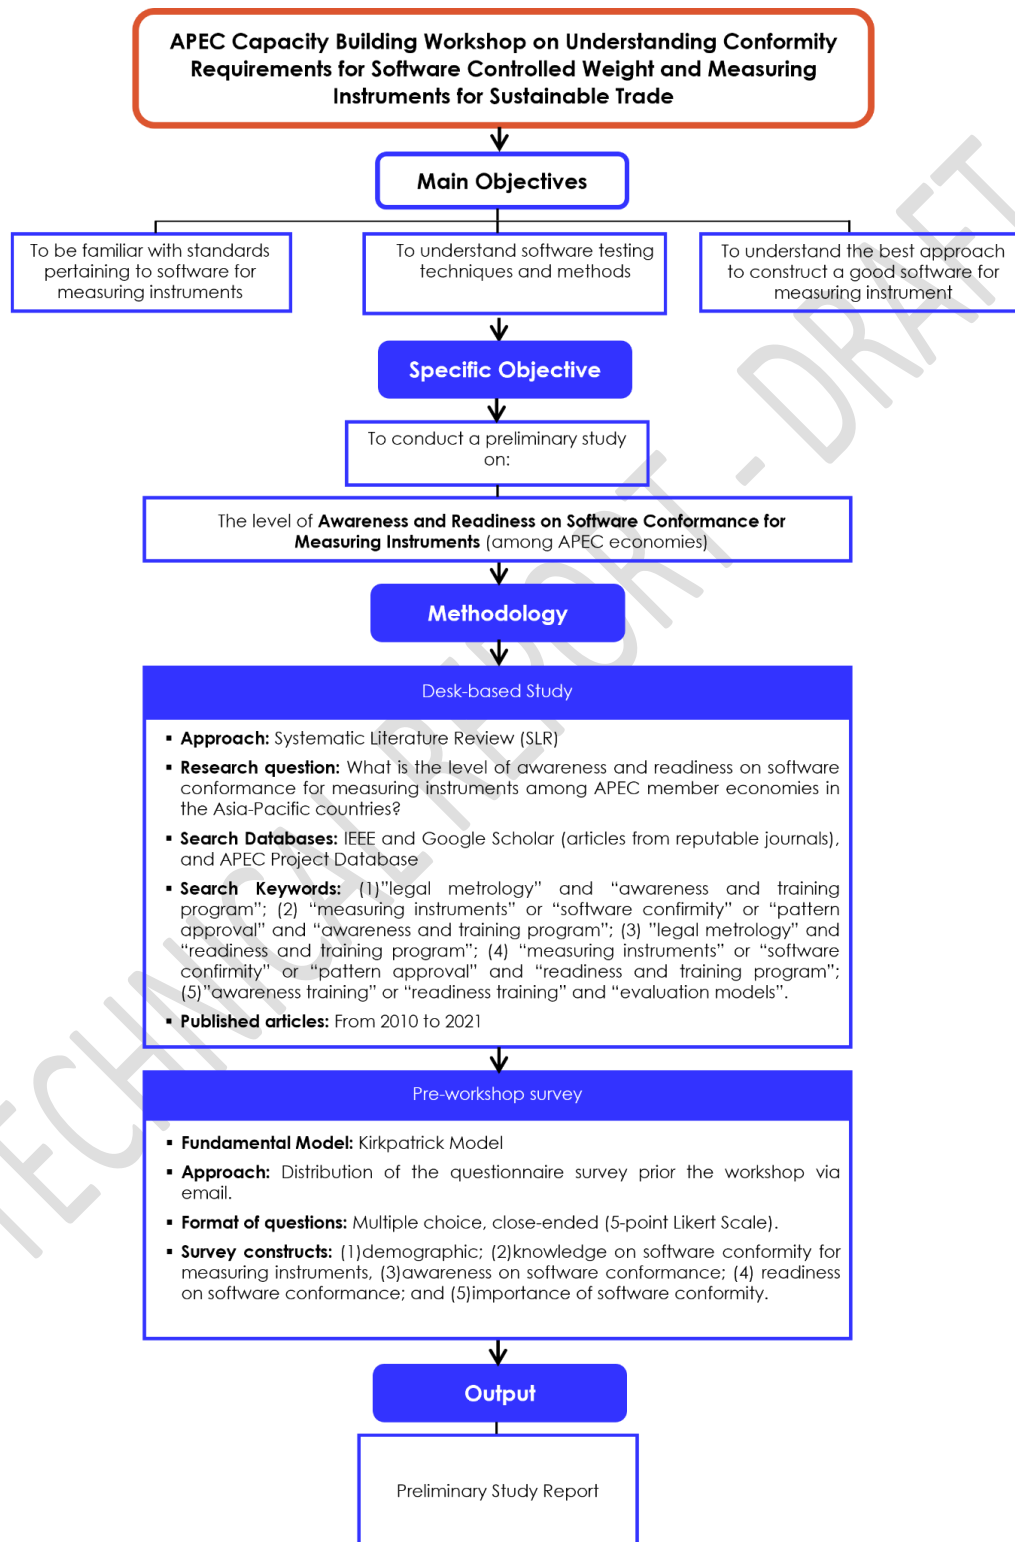 APEC Capacity Building Workshop on Understanding Conformity
Requirements for Software Controlled Weight and Measuring
Instruments for Sustainable Trade
Main Objectives
To be familiar with standards
pertaining to software for
measuring instruments
To understand software testing
techniques and methods
To understand the best approach
to construct a good software for
measuring instrument
Specific Objective
To conduct a preliminary study
on:
The level of Awareness and Readiness on Software Conformance for
Measuring Instruments (among APEC economies)
Methodology
Desk-based Study
▪ Approach: Systematic Literature Review (SLR)
▪ Research question: What is the level of awareness and readiness on software
conformance for measuring instruments among APEC member economies in
the Asia-Pacific countries?
▪ Search Databases: IEEE and Google Scholar (articles from reputable journals),
and APEC Project Database
▪ Search Keywords: (1)”legal metrology” and “awareness and training
program”; (2) “measuring instruments” or “software confirmity” or “pattern
approval” and “awareness and training program”; (3) ”legal metrology” and
“readiness and training program”; (4) “measuring instruments” or “software
confirmity” or “pattern approval” and “readiness and training program”;
(5)”awareness training” or “readiness training” and “evaluation models”.
▪ Published articles: From 2010 to 2021
Pre-workshop survey
▪ Fundamental Model: Kirkpatrick Model
▪ Approach: Distribution of the questionnaire survey prior the workshop via
email.
▪ Format of questions: Multiple choice, close-ended (5-point Likert Scale).
▪ Survey constructs: (1)demographic; (2)knowledge on software conformity for
measuring instruments, (3)awareness on software conformance; (4) readiness
on software conformance; and (5)importance of software conformity.
Output
Preliminary Study Report
TECHNICAL REPORT - DRAFT